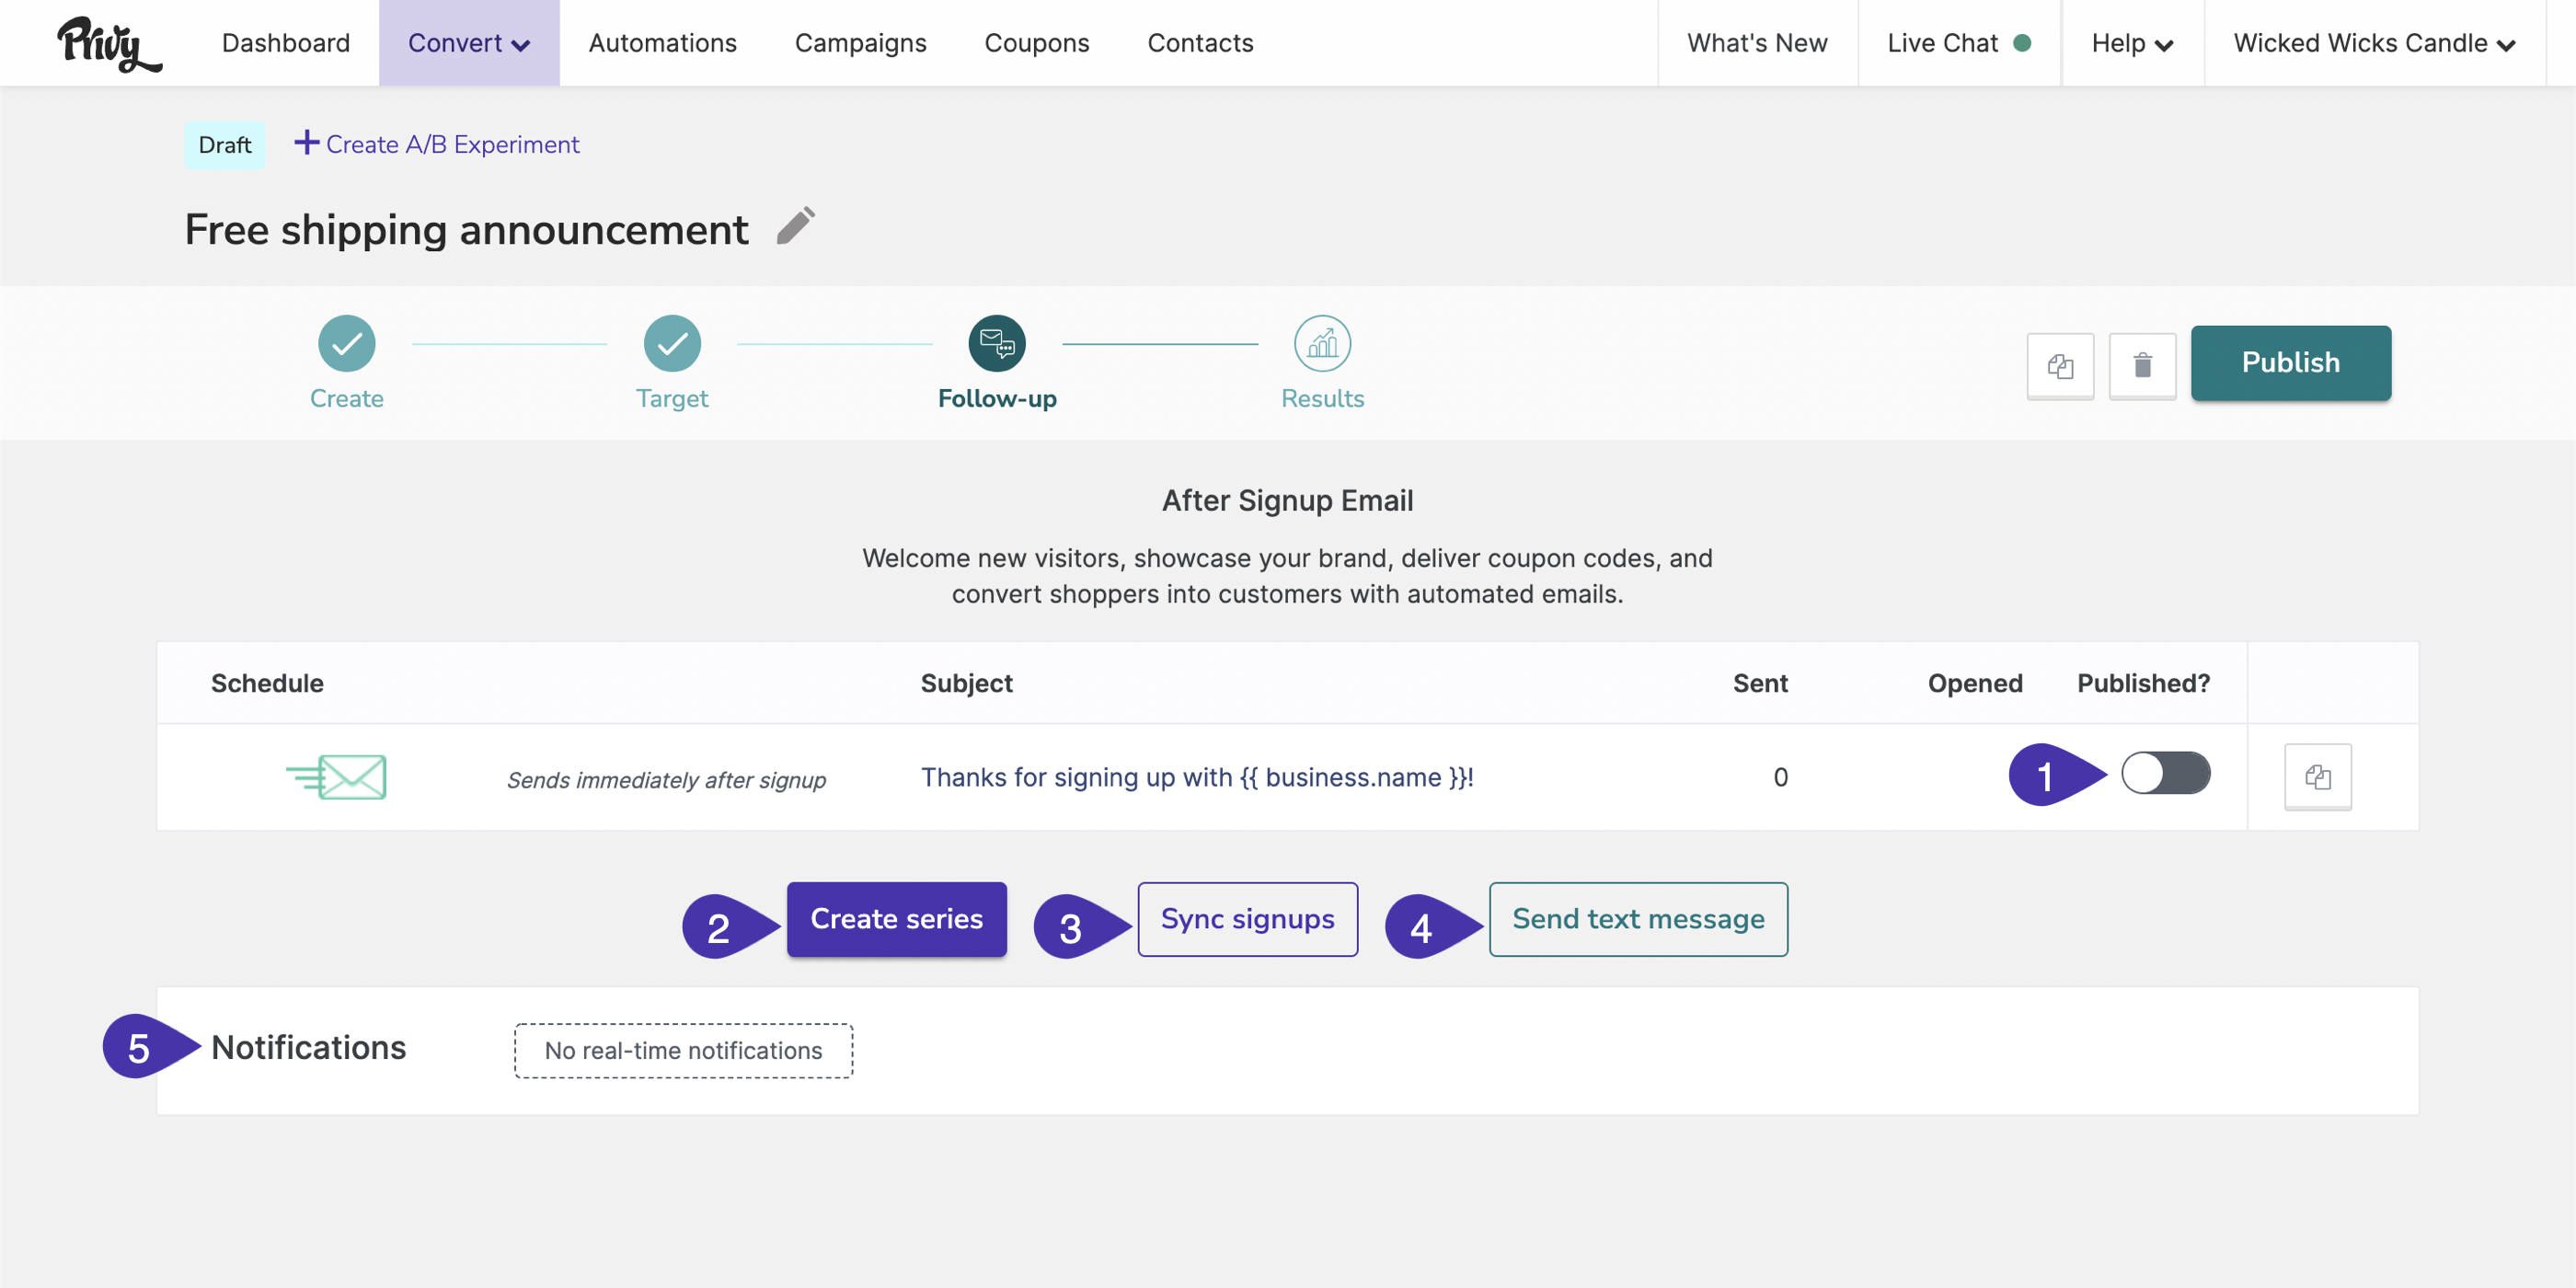 Privy Dashboard Convert Automations Campaigns Coupons Contacts What's New Live Chat Help Wicked Wicks Candle
Draft + Create A/B Experiment
Free shipping announcement
Create Target Follow-up Results
Publish
After Signup Email
Welcome new visitors, showcase your brand, deliver coupon codes, and
convert shoppers into customers with automated emails.
Schedule Subject Sent Opened Published?
Sends immediately after signup Thanks for signing up with {{ business.name }}! 0 1
2 Create series 3 Sync signups 4 Send text message
5 Notifications No real-time notifications